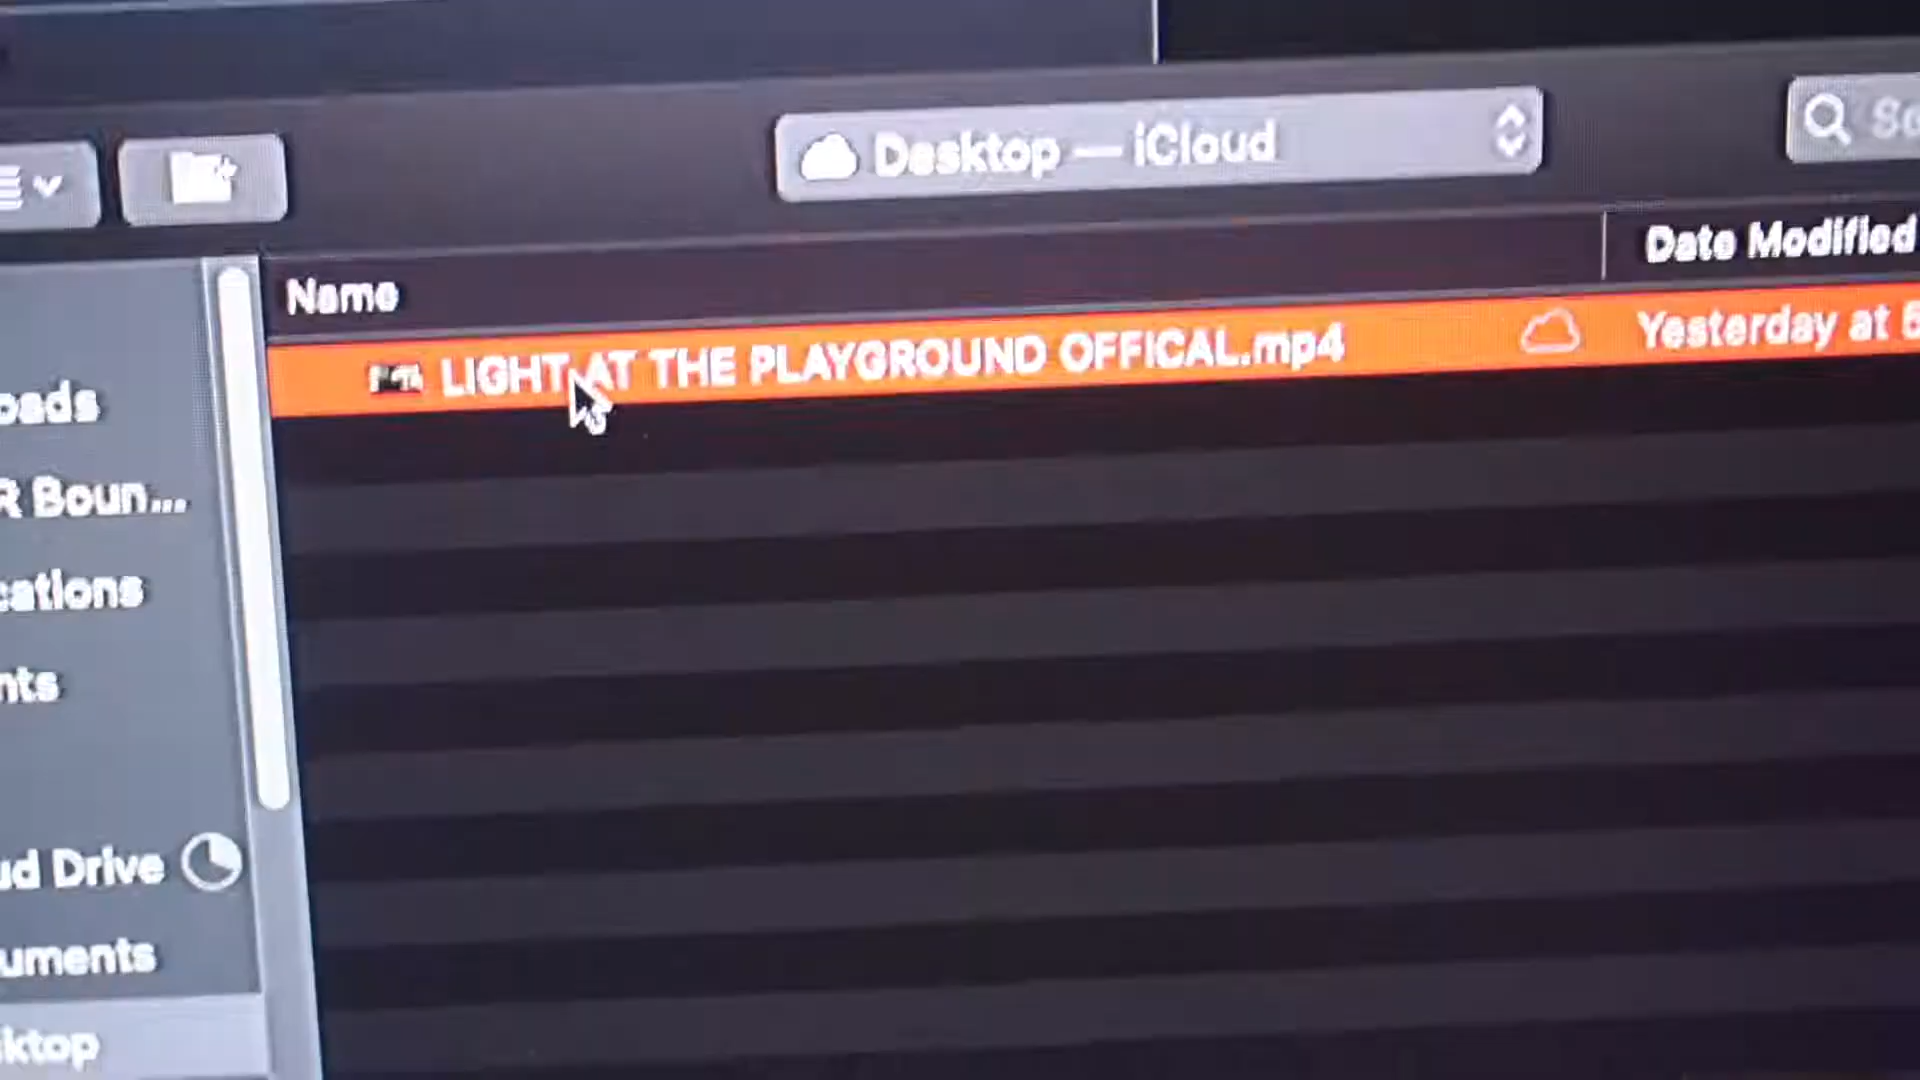 Desktop — iCloud
Name
Date Modified
LIGHT AT THE PLAYGROUND OFFICAL.mp4
Yesterday at
oads
R Boun...
cations
nts
ud Drive
uments
ktop